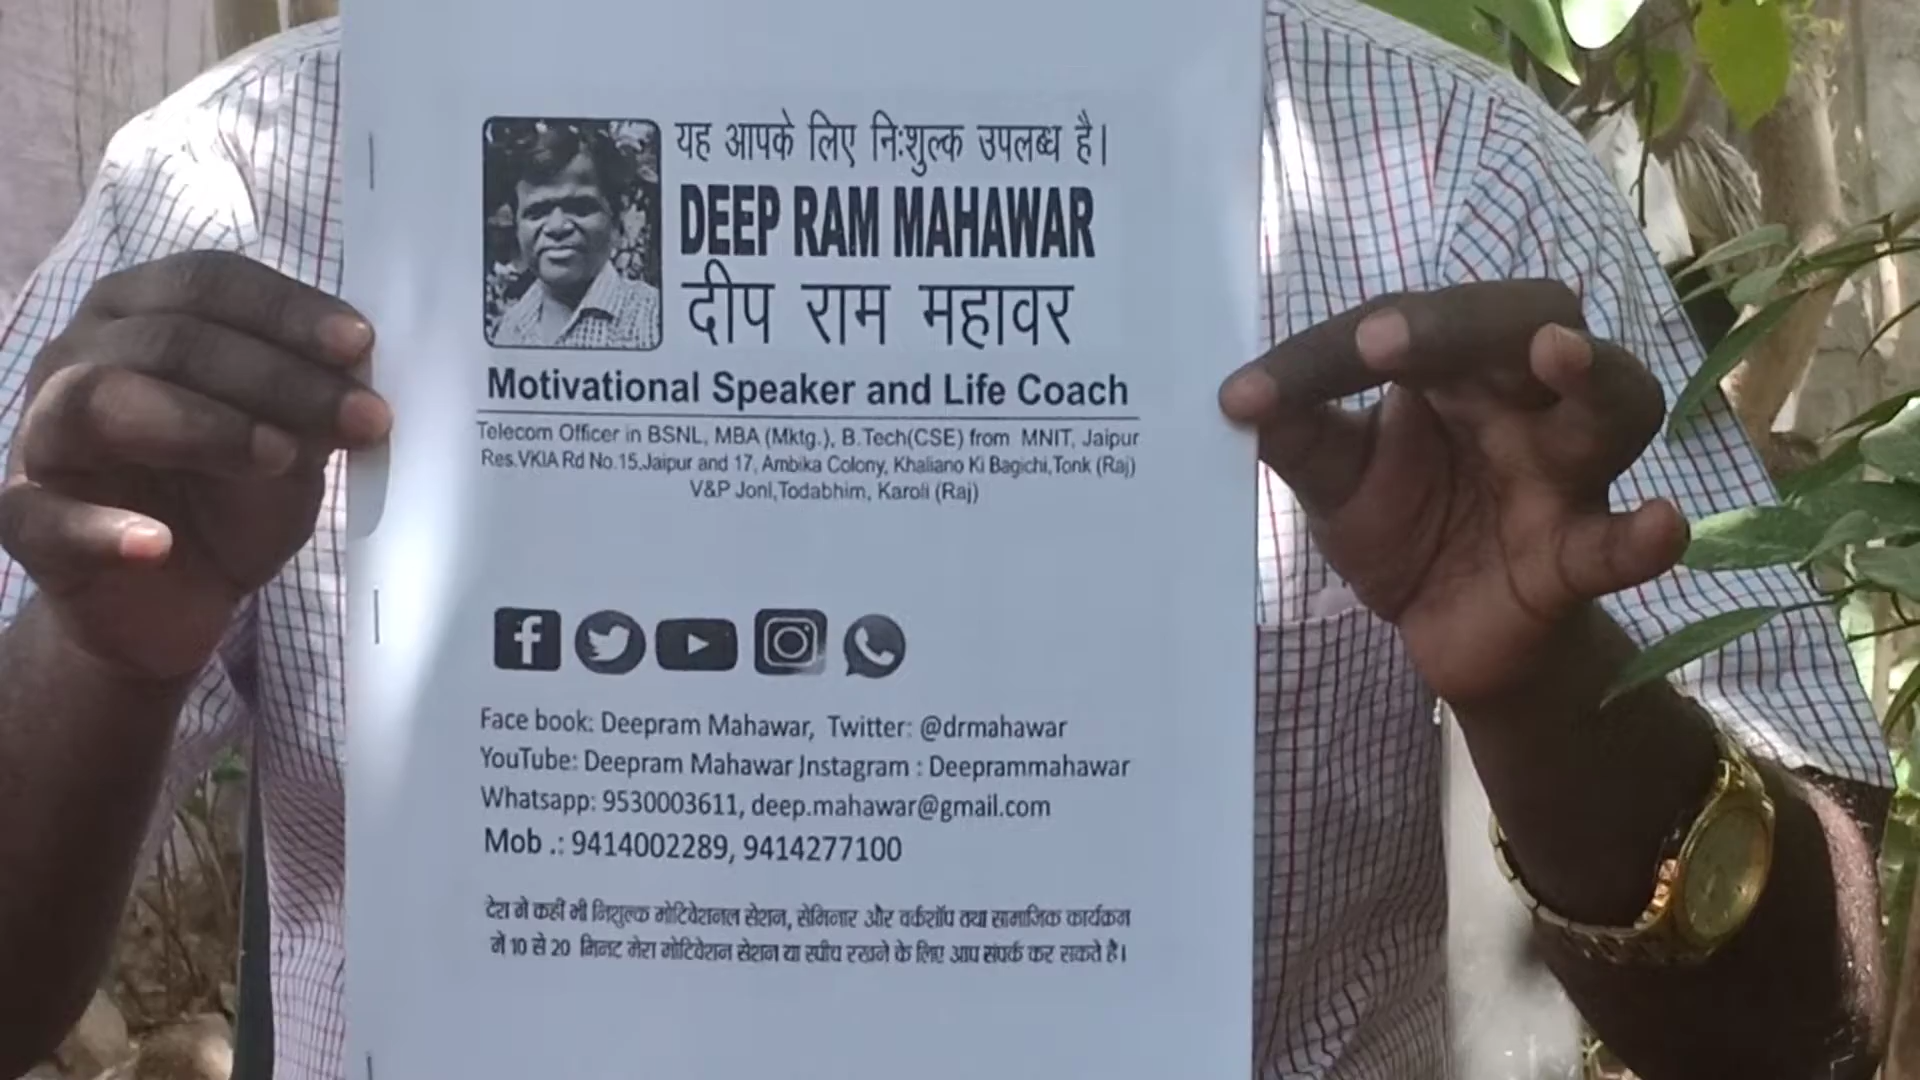 यह आपके लिए निःशुल्क उपलब्ध है।
DEEP RAM MAHAWAR
दीप राम महावर
Motivational Speaker and Life Coach
Telecom Officer in BSNL, MBA (Mktg.), B.Tech(CSE) from MNIT, Jaipur
Res.VKIA Rd No.15.Jaipur and 17, Ambika Colony, Khaliano Ki Bagichi,Tonk (Raj)
V&P Jonl,Todabhim, Karoli (Raj)
Face book: Deepram Mahawar, Twitter: @drmahawar
YouTube: Deepram Mahawar Jnstagram : Deeprammahawar
Whatsapp: 9530003611, deep.mahawar@gmail.com
Mob .: 9414002289, 9414277100
देश में कहीं भी निशुल्क मोटिवेशनल सेशन, सेमिनार और वर्कशॉप तथा सामाजिक कार्यक्रम
में 10 से 20 मिनट मेरा मोटिवेशन सेशन या स्पीच रखने के लिए आप संपर्क कर सकते है।